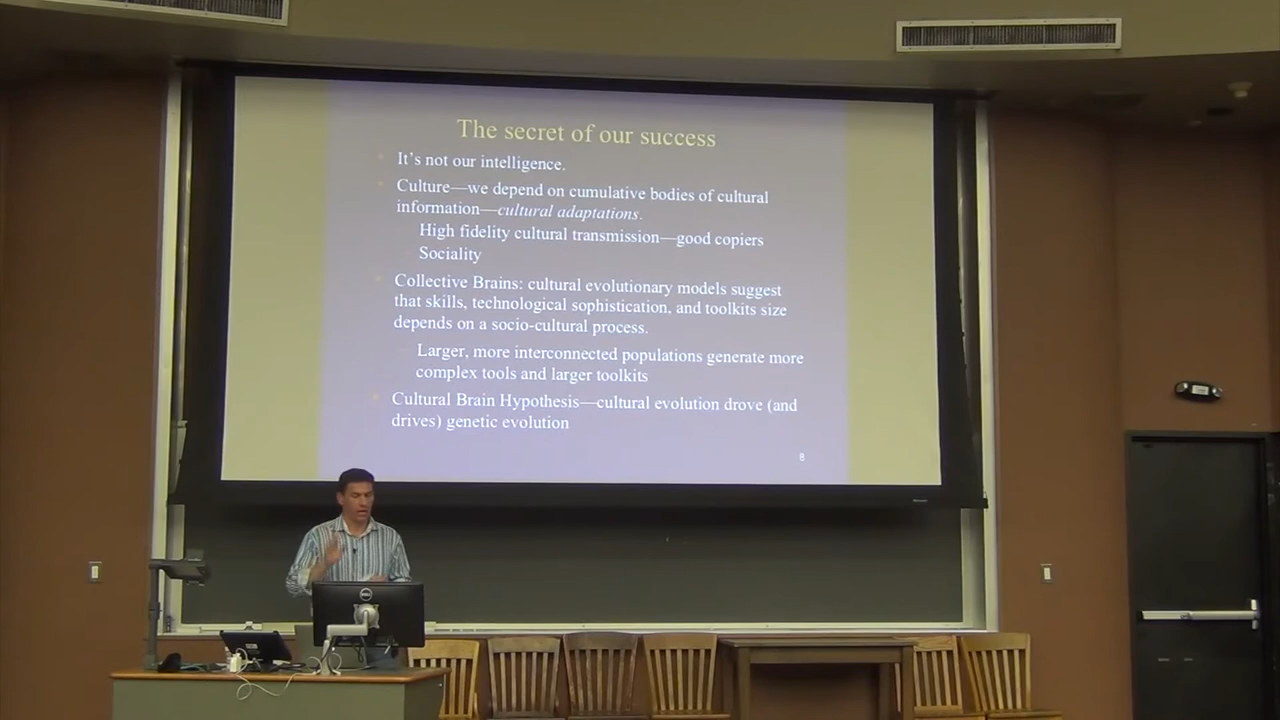 The secret of our success
It's not our intelligence.
Culture—we depend on cumulative bodies of cultural
information—cultural adaptations.
High fidelity cultural transmission—good copiers
Sociality
Collective Brains: cultural evolutionary models suggest
that skills, technological sophistication, and toolkits size
depends on a socio-cultural process.
Larger, more interconnected populations generate more
complex tools and larger toolkits
Cultural Brain Hypothesis—cultural evolution drove (and
drives) genetic evolution
8
DELL